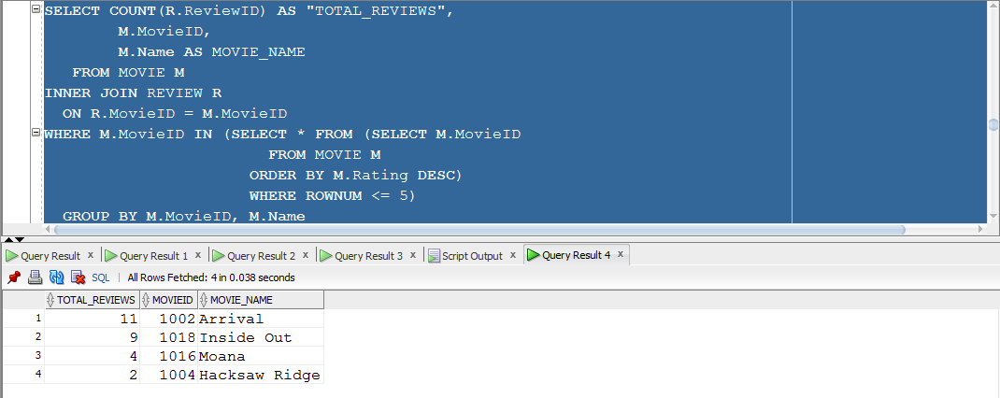 SELECT COUNT(R.ReviewID) AS "TOTAL_REVIEWS",
M.MovieID,
M.Name AS MOVIE_NAME
FROM MOVIE M
INNER JOIN REVIEW R
ON R.MovieID = M.MovieID
WHERE M.MovieID IN (SELECT * FROM (SELECT M.MovieID
FROM MOVIE M
ORDER BY M.Rating DESC)
WHERE ROWNUM <= 5)
GROUP BY M.MovieID, M.Name
Query Result x Query Result 1 x Query Result 2 x Query Result 3 x Script Output x Query Result 4 x
SQL | All Rows Fetched: 4 in 0.038 seconds
TOTAL_REVIEWS MOVIEID MOVIE_NAME
1 11 1002 Arrival
2 9 1018 Inside Out
3 4 1016 Moana
4 2 1004 Hacksaw Ridge